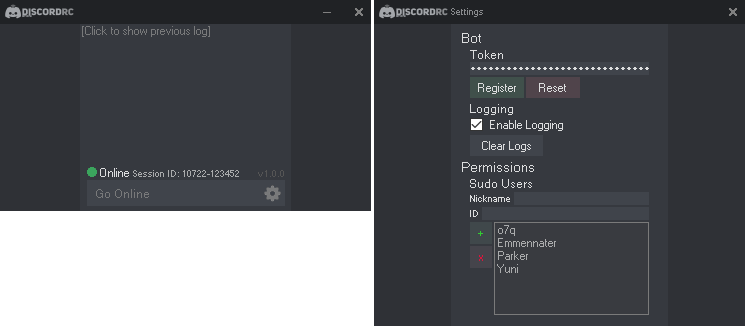 DISCORDRC
[Click to show previous log]
Online Session ID: 10722-123452 v1.0.0
Go Online
DISCORDRC Settings
Bot
Token
Register Reset
Logging
Enable Logging
Clear Logs
Permissions
Sudo Users
Nickname
ID
+
o7q
Emmennater
x
Parker
Yuni